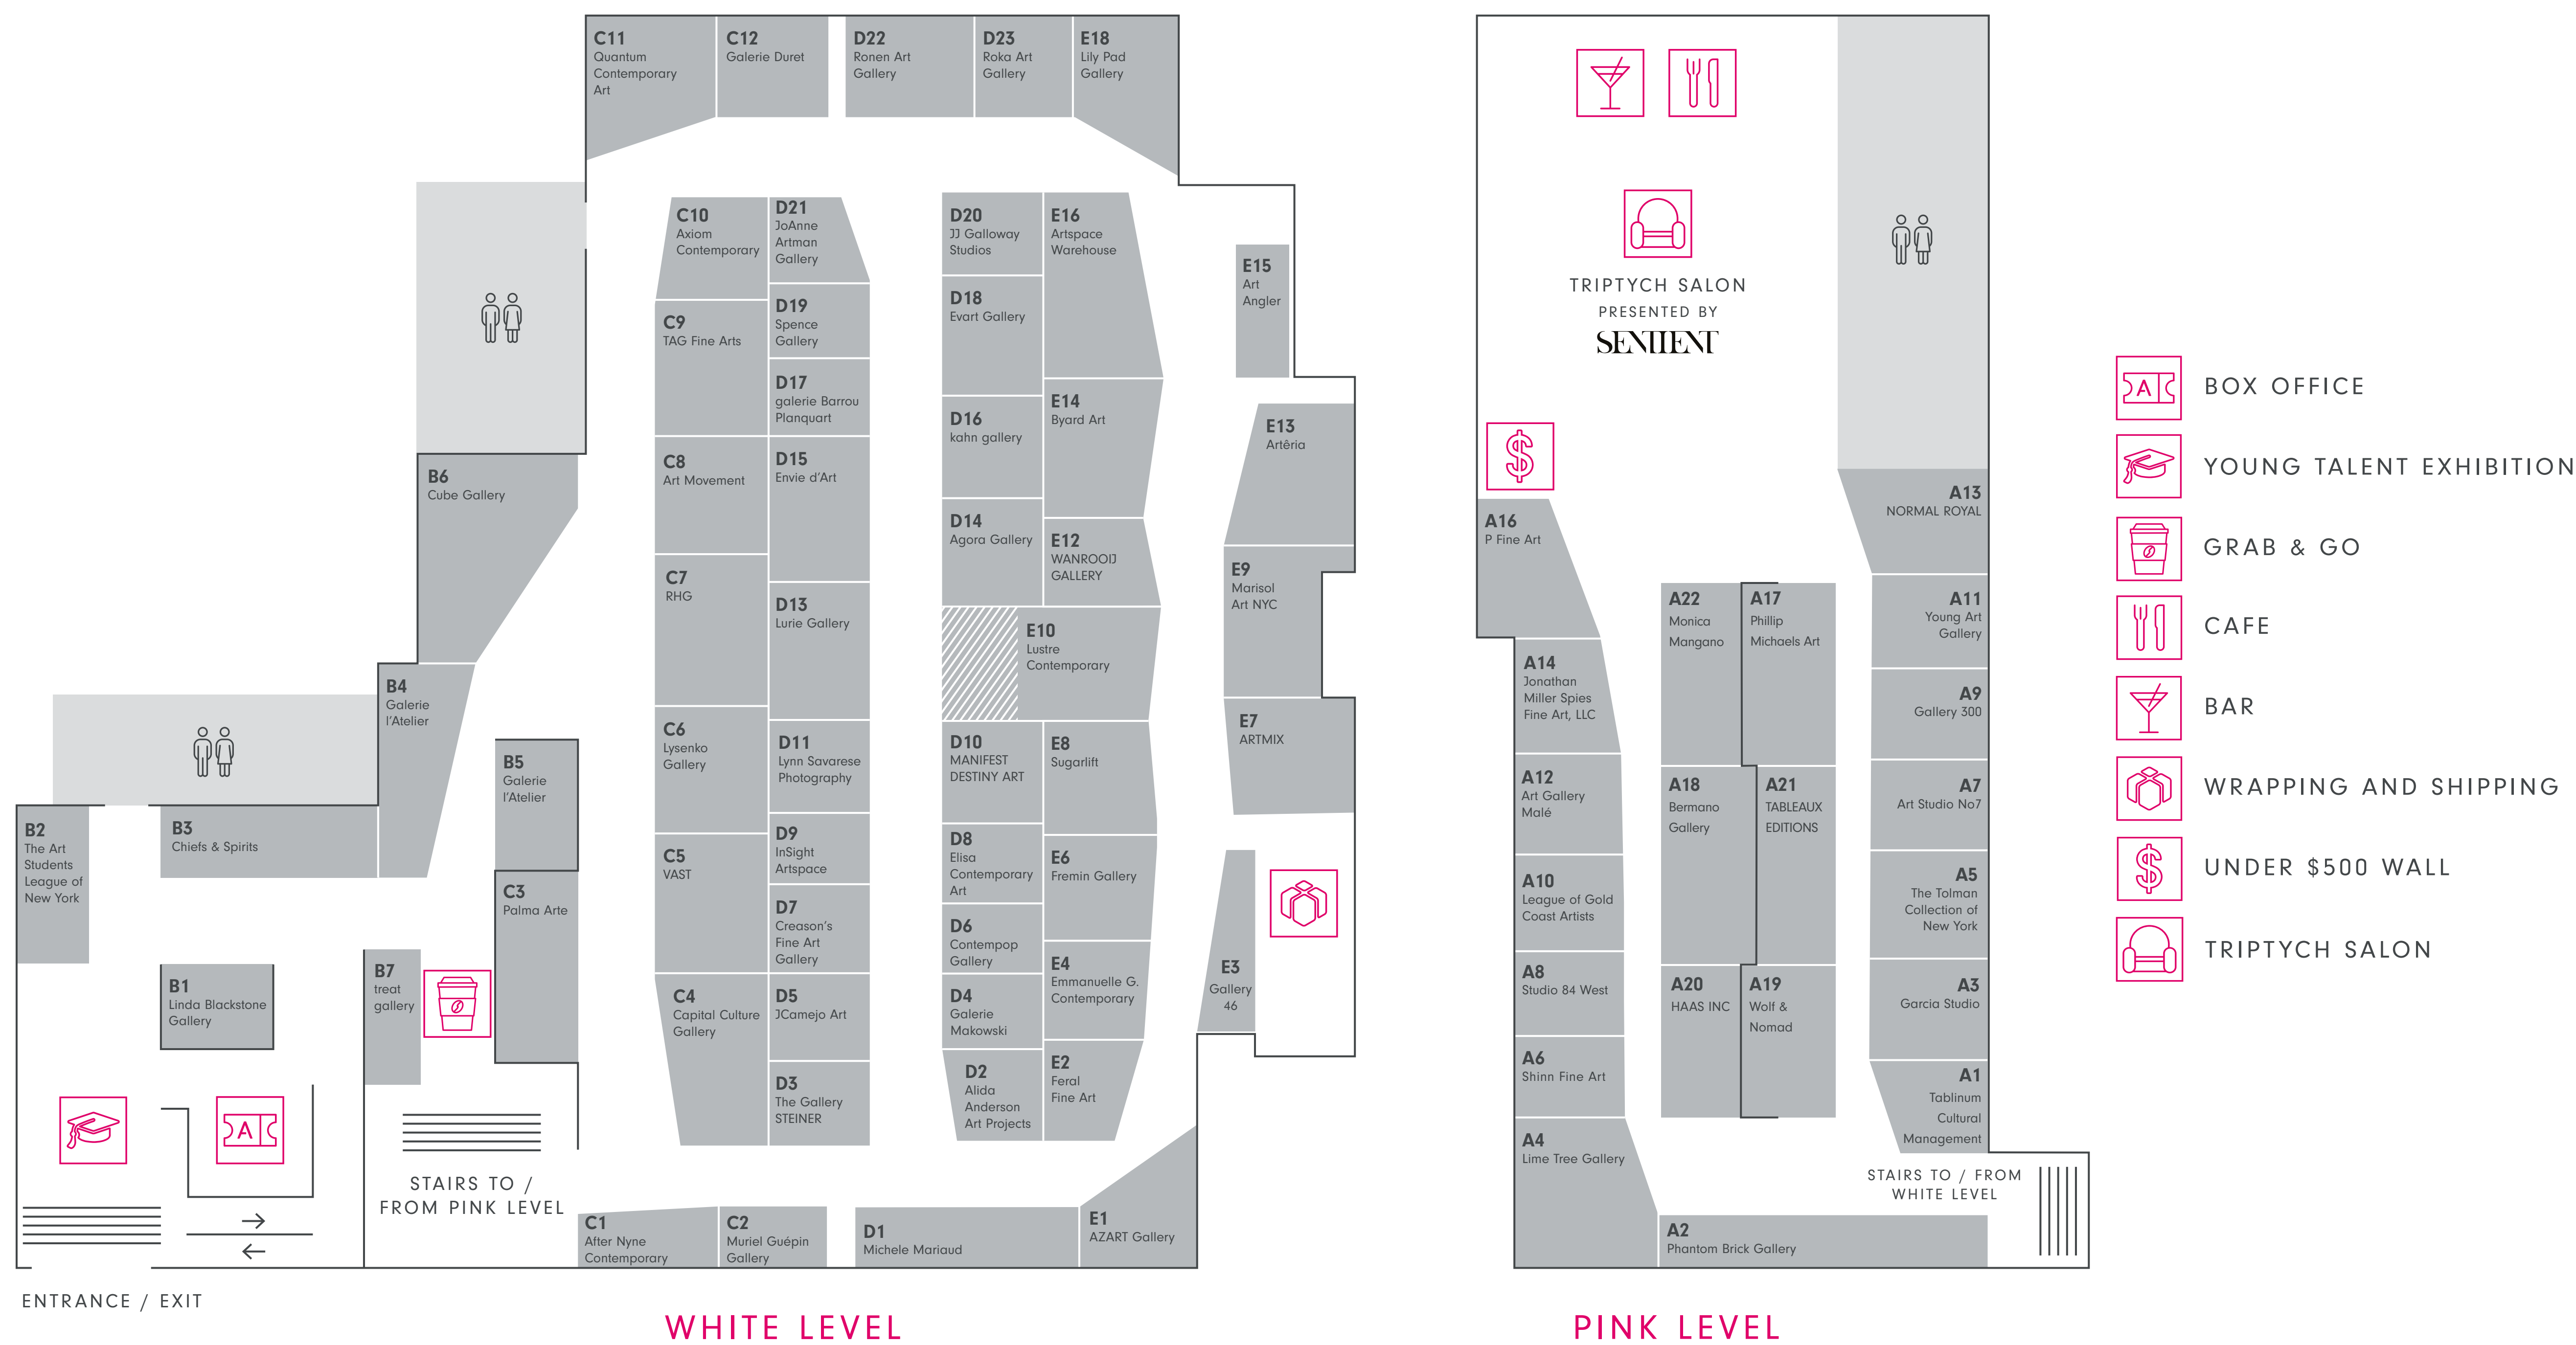 C11
Quantum
Contemporary
Art
C12
Galerie Duret
D22
Ronen Art
Gallery
D23
Roka Art
Gallery
E18
Lily Pad
Gallery
C10
Axiom
Contemporary
D21
JoAnne
Artman
Gallery
D20
JJ Galloway
Studios
E16
Artspace
Warehouse
E15
Art
Angler
C9
TAG Fine Arts
D19
Spence
Gallery
D18
Evart Gallery
D17
galerie Barrou
Planquart
D16
kahn gallery
E14
Byard Art
E13
Artêria
B6
Cube Gallery
C8
Art Movement
D15
Envie d'Art
D14
Agora Gallery
E12
WANROOIJ
GALLERY
E9
Marisol
Art NYC
C7
RHG
D13
Lurie Gallery
E10
Lustre
Contemporary
B4
Galerie
l'Atelier
B5
Galerie
l'Atelier
C6
Lysenko
Gallery
D11
Lynn Savarese
Photography
D10
MANIFEST
DESTINY ART
E8
Sugarlift
E7
ARTMIX
B2
The Art
Students
League of
New York
B3
Chiefs & Spirits
C3
Palma Arte
C5
VAST
D9
InSight
Artspace
D8
Elisa
Contemporary
Art
E6
Fremin Gallery
D7
Creason's
Fine Art
Gallery
D6
Contempop
Gallery
E4
Emmanuelle G.
Contemporary
E3
Gallery
46
B1
Linda Blackstone
Gallery
B7
treat
gallery
C4
Capital Culture
Gallery
D5
JCamejo Art
D4
Galerie
Makowski
D3
The Gallery
STEINER
D2
Alida
Anderson
Art Projects
E2
Feral
Fine Art
A
STAIRS TO /
FROM PINK LEVEL
C1
After Nyne
Contemporary
C2
Muriel Guépin
Gallery
D1
Michele Mariaud
E1
AZART Gallery
ENTRANCE / EXIT
WHITE LEVEL
TRIPTYCH SALON
PRESENTED BY
SENTIENT
$
A16
P Fine Art
A13
NORMAL ROYAL
A22
Monica
Mangano
A17
Phillip
Michaels Art
A11
Young Art
Gallery
A14
Jonathan
Miller Spies
Fine Art, LLC
A9
Gallery 300
A12
Art Gallery
Malé
A18
Bermano
Gallery
A21
TABLEAUX
EDITIONS
A7
Art Studio No7
A10
League of Gold
Coast Artists
A5
The Tolman
Collection of
New York
A8
Studio 84 West
A20
HAAS INC
A19
Wolf &
Nomad
A3
Garcia Studio
A6
Shinn Fine Art
A1
Tablinum
Cultural
Management
A4
Lime Tree Gallery
STAIRS TO / FROM
WHITE LEVEL
A2
Phantom Brick Gallery
PINK LEVEL
A
BOX OFFICE
YOUNG TALENT EXHIBITION
GRAB & GO
CAFE
BAR
WRAPPING AND SHIPPING
$
UNDER $500 WALL
TRIPTYCH SALON